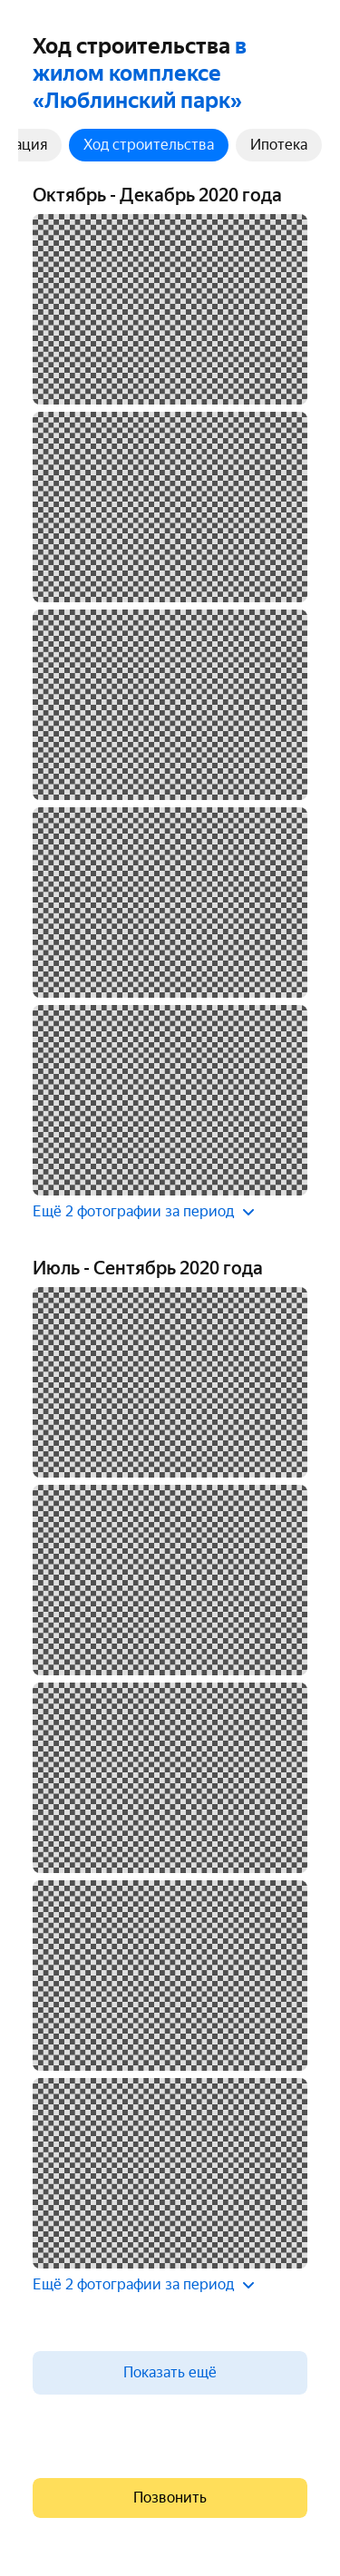 Ход строительства в
жилом комплексе
«Люблинский парк»
ация
Ход строительства
Ипотека
Октябрь - Декабрь 2020 года
Ещё 2 фотографии за период
Июль - Сентябрь 2020 года
Ещё 2 фотографии за период
Показать ещё
Позвонить